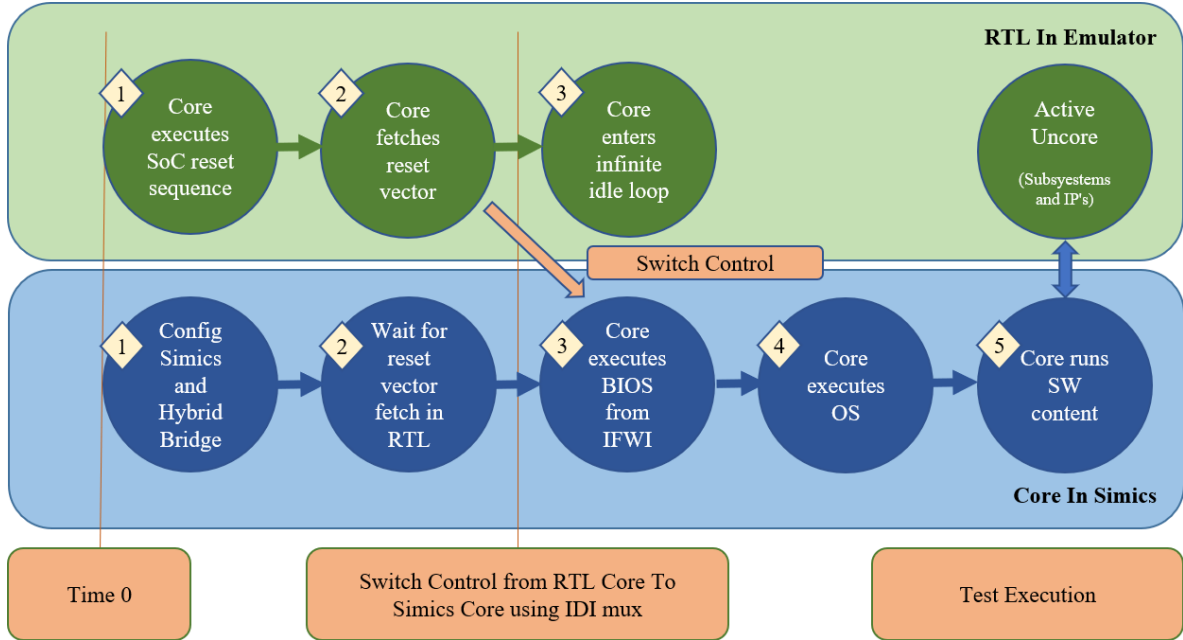 RTL In Emulator
1
Core
executes
SoC reset
sequence
2
Core
fetches
reset
vector
3
Core
enters
infinite
idle loop
Active
Uncore
(Subsyestems
and IP's)
Switch Control
1
Config
Simics
and
Hybrid
Bridge
2
Wait for
reset
vector
fetch in
RTL
3
Core
executes
BIOS
from
IFWI
4
Core
executes
OS
5
Core runs
SW
content
Core In Simics
Time 0
Switch Control from RTL Core To
Simics Core using IDI mux
Test Execution